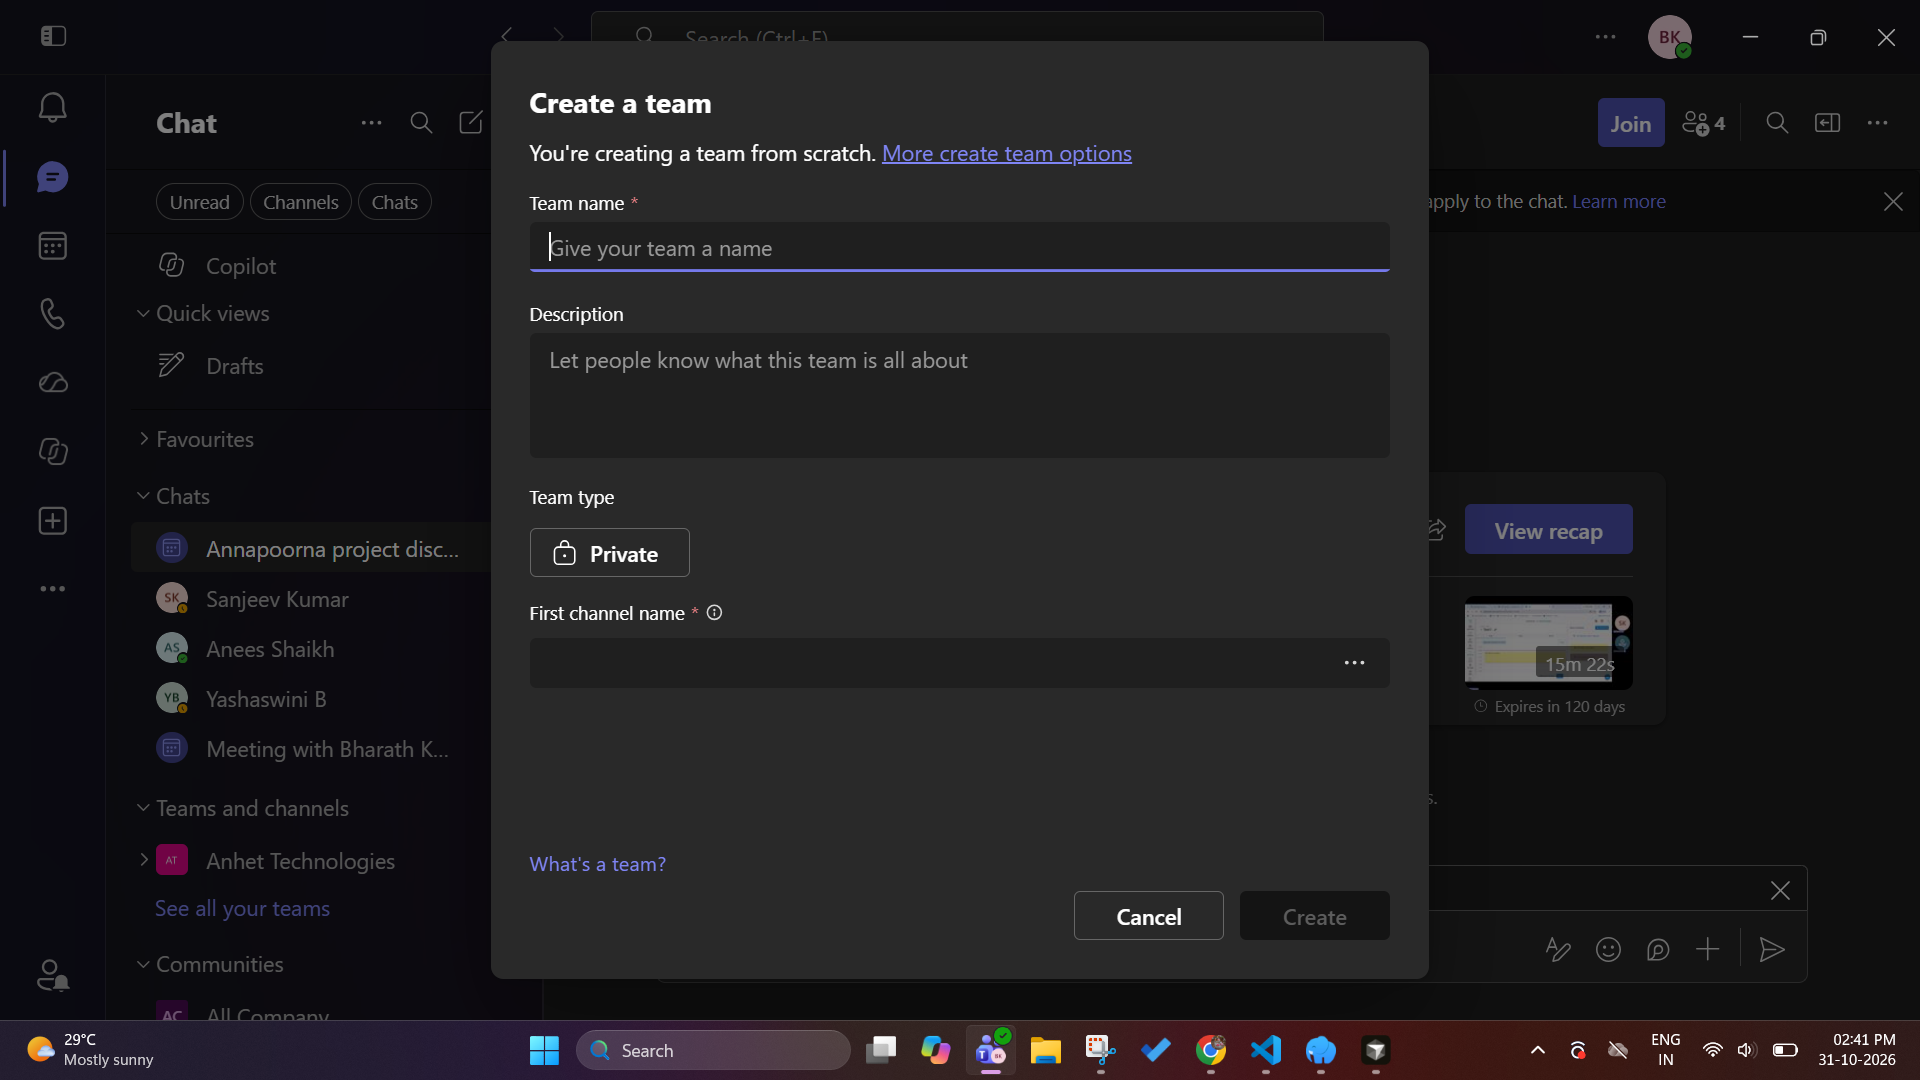 Search (Ctrl+E)
BK
Chat
Unread
Channels
Chats
Copilot
Quick views
Drafts
Favourites
Chats
Annapoorna project disc...
SK
Sanjeev Kumar
AS
Anees Shaikh
YB
Yashaswini B
Meeting with Bharath K...
Teams and channels
AT
Anhet Technologies
See all your teams
Communities
AC
All Company
Create a team
You're creating a team from scratch. More create team options
Team name *
Give your team a name
Description
Let people know what this team is all about
Team type
Private
First channel name *
What's a team?
Cancel
Create
Join
4
apply to the chat. Learn more
View recap
15m 22s
Expires in 120 days
s.
29°C
Mostly sunny
Search
ENG
IN
02:41 PM
31-10-2026